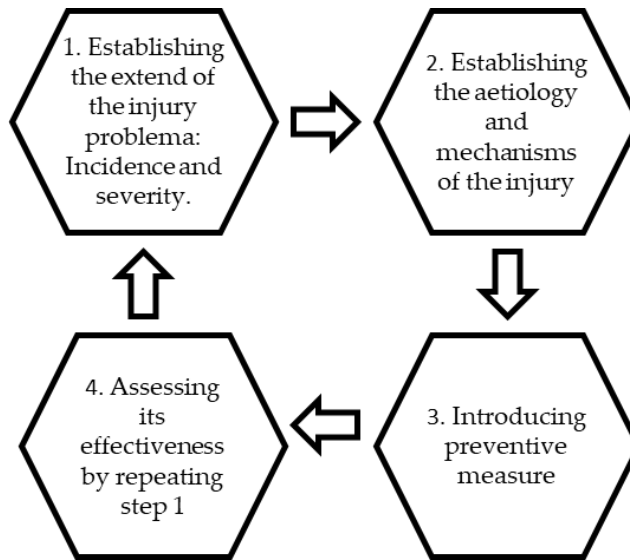 1. Establishing
the extend of
the injury
problema:
Incidence and
severity.
2. Establishing
the aetiology
and
mechanisms
of the injury
3. Introducing
preventive
measure
4. Assessing
its
effectiveness
by repeating
step 1